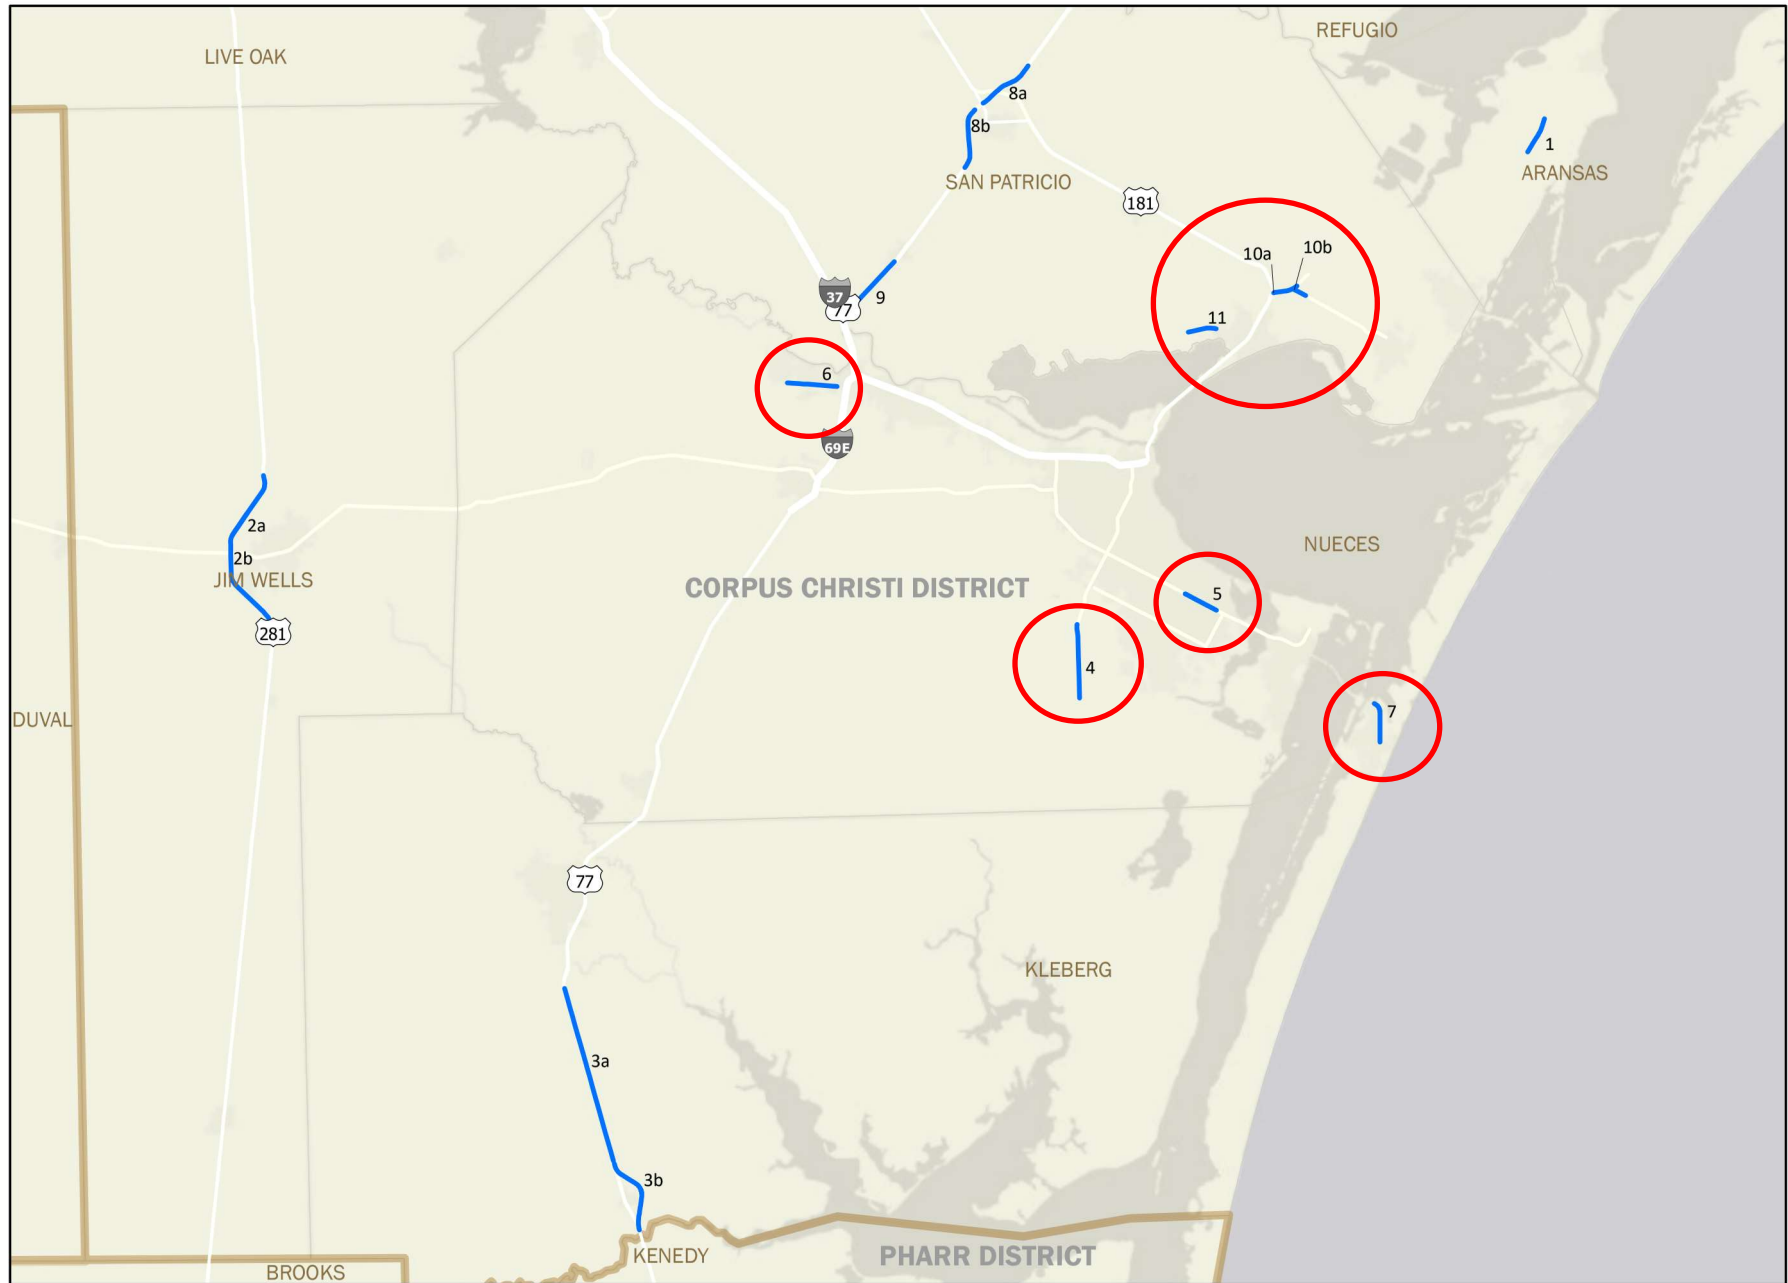 REFUGIO
LIVE OAK
8a
8b
1
ARANSAS
SAN PATRICIO
181
10a
10b
37
77
9
11
6
69E
2a
2b
JIM WELLS
NUECES
CORPUS CHRISTI DISTRICT
5
281
4
DUVAL
7
77
KLEBERG
3a
3b
KENEDY
PHARR DISTRICT
BROOKS